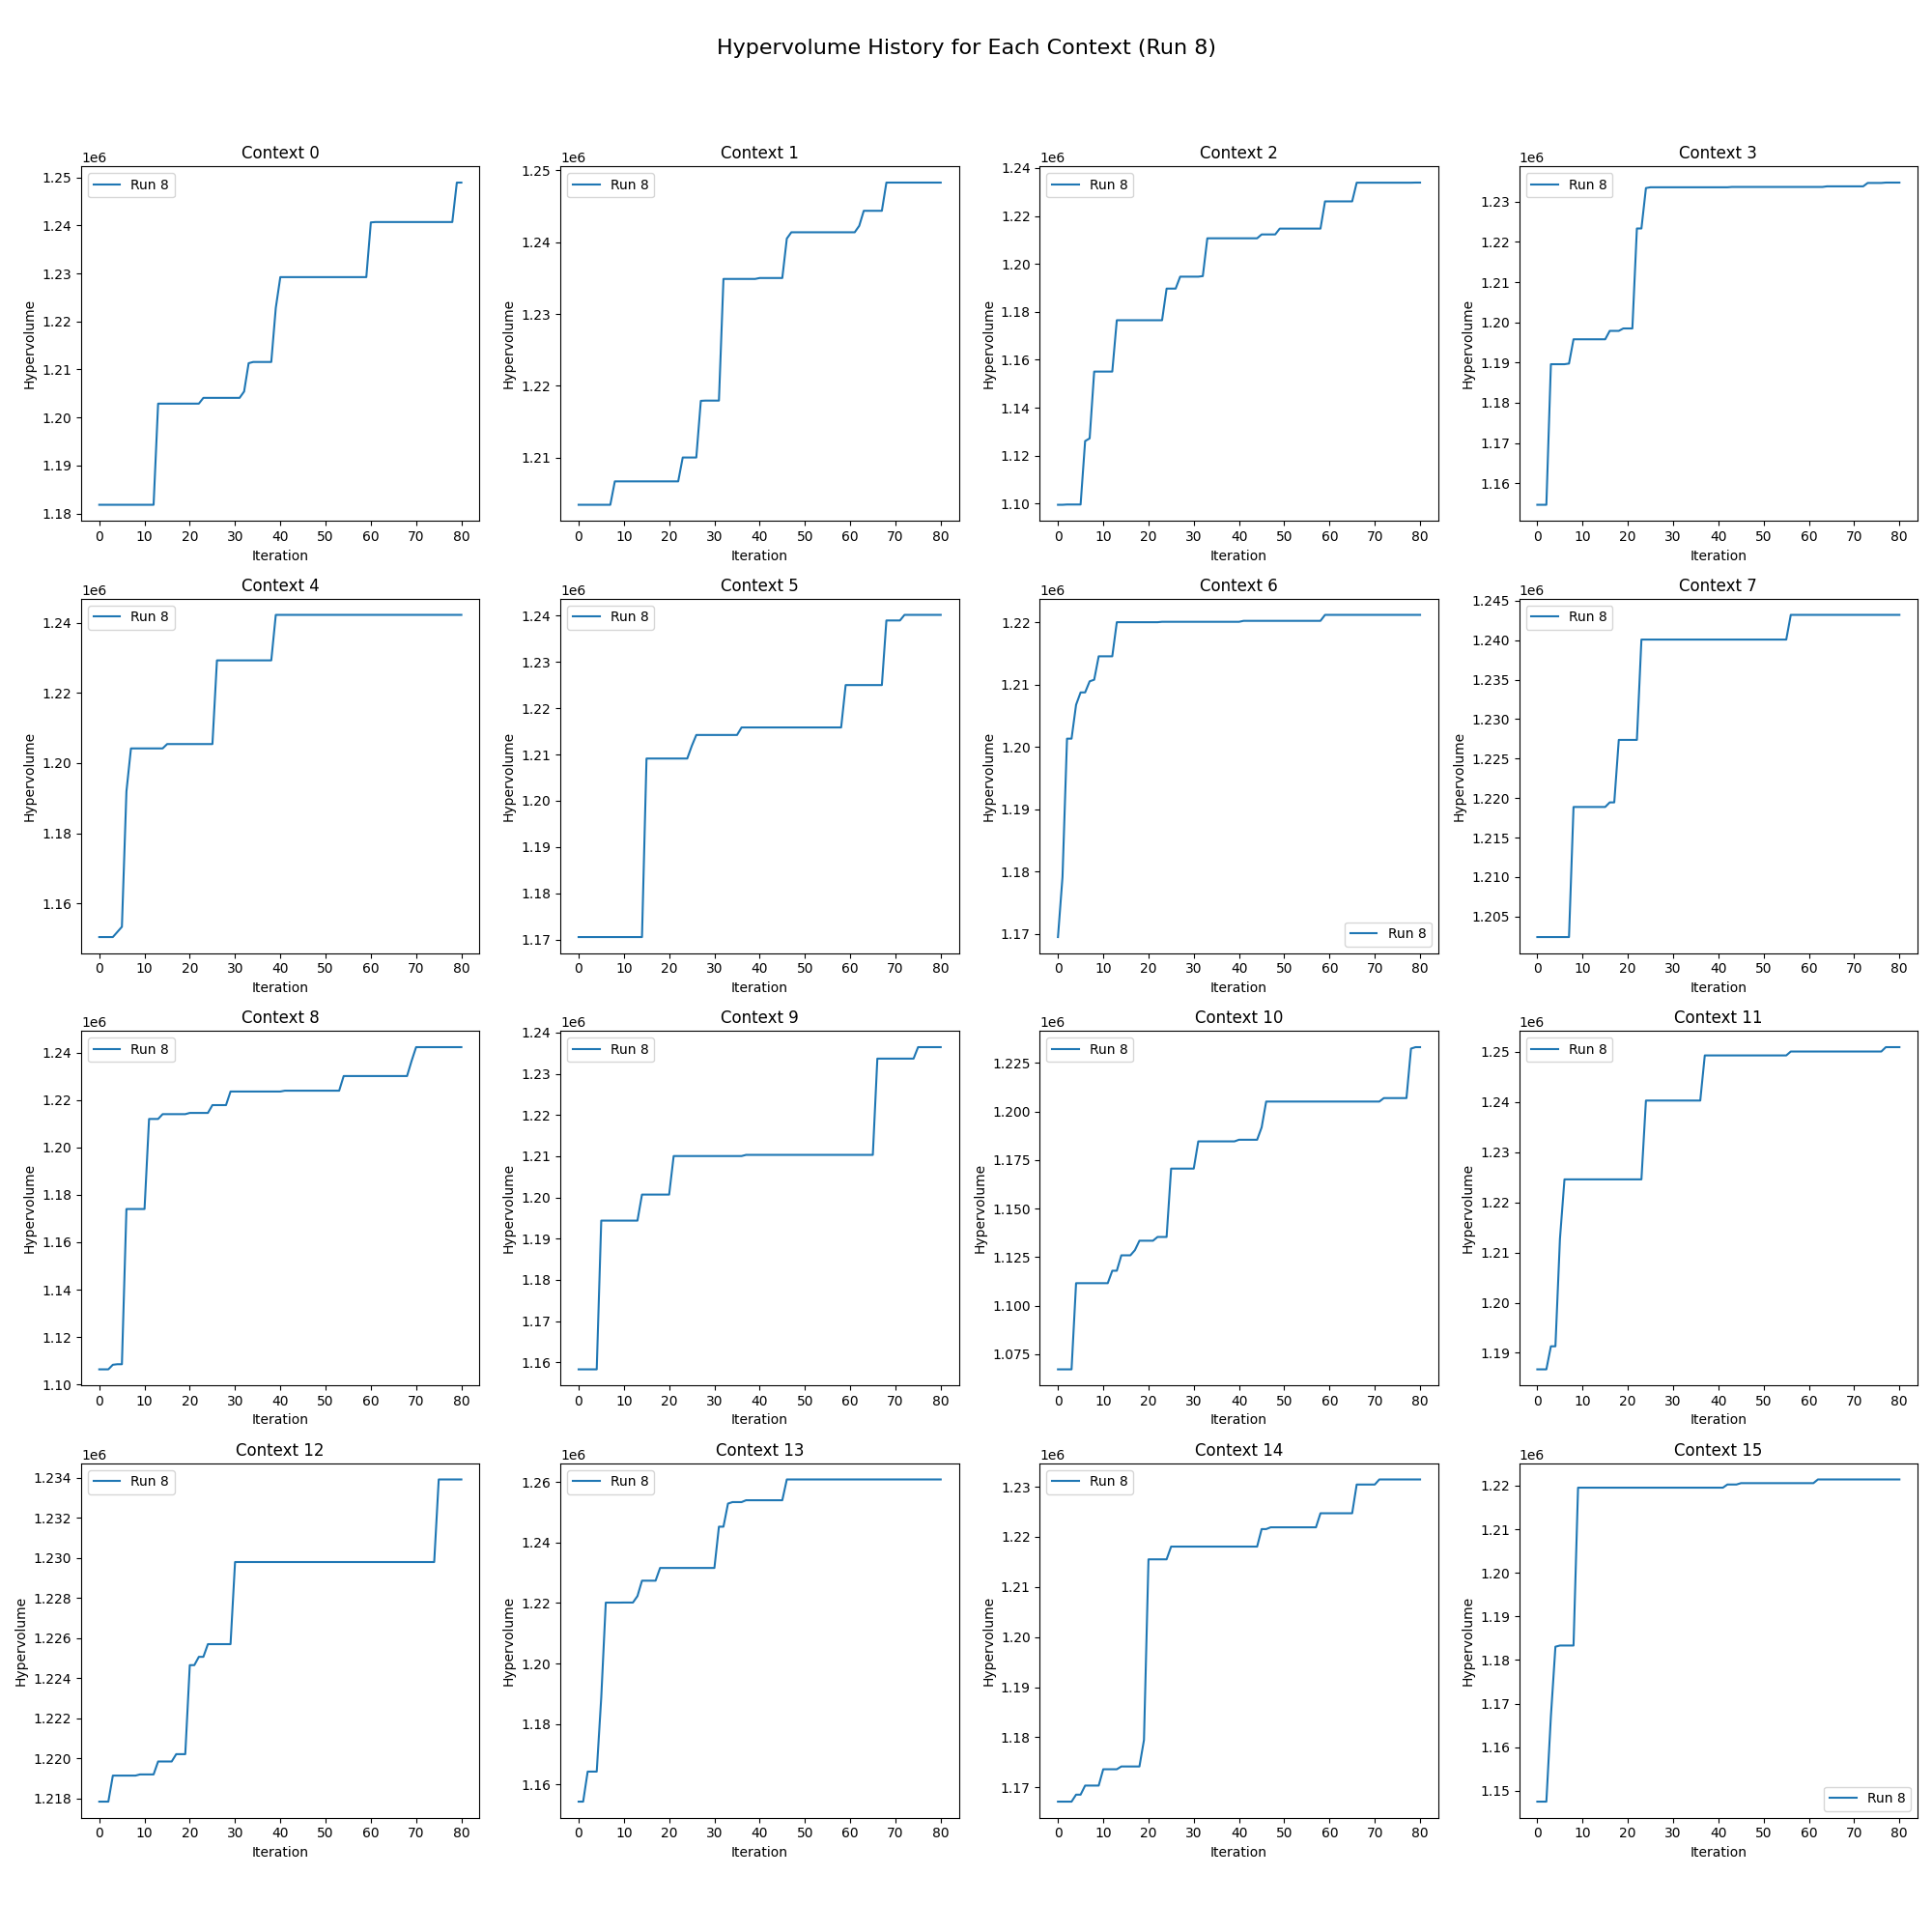 Hypervolume History for Each Context (Run 8)
Context 0
1e6
Run 8
1.25
1.24
1.23
1.22
1.21
1.20
1.19
1.18
Hypervolume
0 10 20 30 40 50 60 70 80
Iteration
Context 1
1e6
Run 8
1.25
1.24
1.23
1.22
1.21
Hypervolume
0 10 20 30 40 50 60 70 80
Iteration
Context 2
1e6
Run 8
1.24
1.22
1.20
1.18
1.16
1.14
1.12
1.10
Hypervolume
0 10 20 30 40 50 60 70 80
Iteration
Context 3
1e6
Run 8
1.23
1.22
1.21
1.20
1.19
1.18
1.17
1.16
Hypervolume
0 10 20 30 40 50 60 70 80
Iteration
Context 4
1e6
Run 8
1.24
1.22
1.20
1.18
1.16
Hypervolume
0 10 20 30 40 50 60 70 80
Iteration
Context 5
1e6
Run 8
1.24
1.23
1.22
1.21
1.20
1.19
1.18
1.17
Hypervolume
0 10 20 30 40 50 60 70 80
Iteration
Context 6
1e6
1.22
1.21
1.20
1.19
1.18
1.17
Hypervolume
Run 8
0 10 20 30 40 50 60 70 80
Iteration
Context 7
1e6
Run 8
1.245
1.240
1.235
1.230
1.225
1.220
1.215
1.210
1.205
Hypervolume
0 10 20 30 40 50 60 70 80
Iteration
Context 8
1e6
Run 8
1.24
1.22
1.20
1.18
1.16
1.14
1.12
1.10
Hypervolume
0 10 20 30 40 50 60 70 80
Iteration
Context 9
1e6
Run 8
1.24
1.23
1.22
1.21
1.20
1.19
1.18
1.17
1.16
Hypervolume
0 10 20 30 40 50 60 70 80
Iteration
Context 10
1e6
Run 8
1.225
1.200
1.175
1.150
1.125
1.100
1.075
Hypervolume
0 10 20 30 40 50 60 70 80
Iteration
Context 11
1e6
Run 8
1.25
1.24
1.23
1.22
1.21
1.20
1.19
Hypervolume
0 10 20 30 40 50 60 70 80
Iteration
Context 12
1e6
Run 8
1.234
1.232
1.230
1.228
1.226
1.224
1.222
1.220
1.218
Hypervolume
0 10 20 30 40 50 60 70 80
Iteration
Context 13
1e6
Run 8
1.26
1.24
1.22
1.20
1.18
1.16
Hypervolume
0 10 20 30 40 50 60 70 80
Iteration
Context 14
1e6
Run 8
1.23
1.22
1.21
1.20
1.19
1.18
1.17
Hypervolume
0 10 20 30 40 50 60 70 80
Iteration
Context 15
1e6
1.22
1.21
1.20
1.19
1.18
1.17
1.16
1.15
Hypervolume
Run 8
0 10 20 30 40 50 60 70 80
Iteration